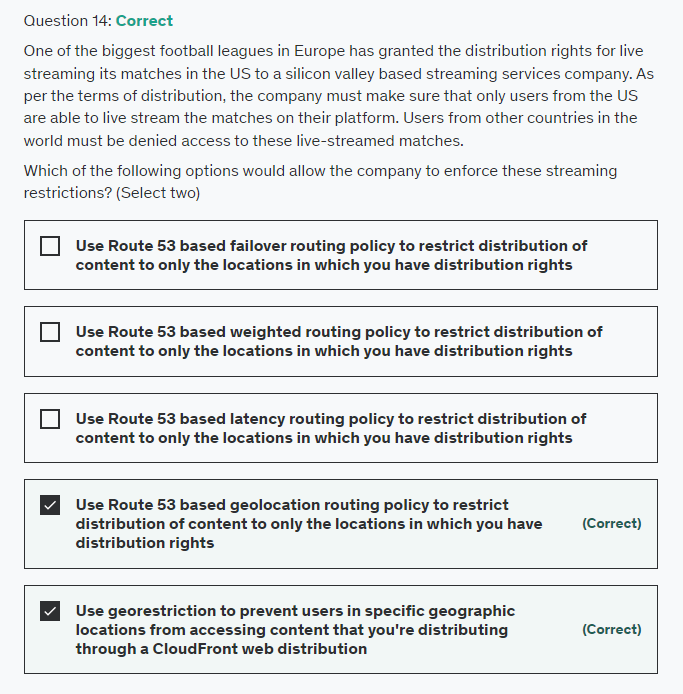 Question 14: Correct
One of the biggest football leagues in Europe has granted the distribution rights for live
streaming its matches in the US to a silicon valley based streaming services company. As
per the terms of distribution, the company must make sure that only users from the US
are able to live stream the matches on their platform. Users from other countries in the
world must be denied access to these live-streamed matches.
Which of the following options would allow the company to enforce these streaming
restrictions? (Select two)
Use Route 53 based failover routing policy to restrict distribution of
content to only the locations in which you have distribution rights
Use Route 53 based weighted routing policy to restrict distribution of
content to only the locations in which you have distribution rights
Use Route 53 based latency routing policy to restrict distribution of
content to only the locations in which you have distribution rights
Use Route 53 based geolocation routing policy to restrict
distribution of content to only the locations in which you have
distribution rights
(Correct)
Use georestriction to prevent users in specific geographic
locations from accessing content that you're distributing
through a CloudFront web distribution
(Correct)